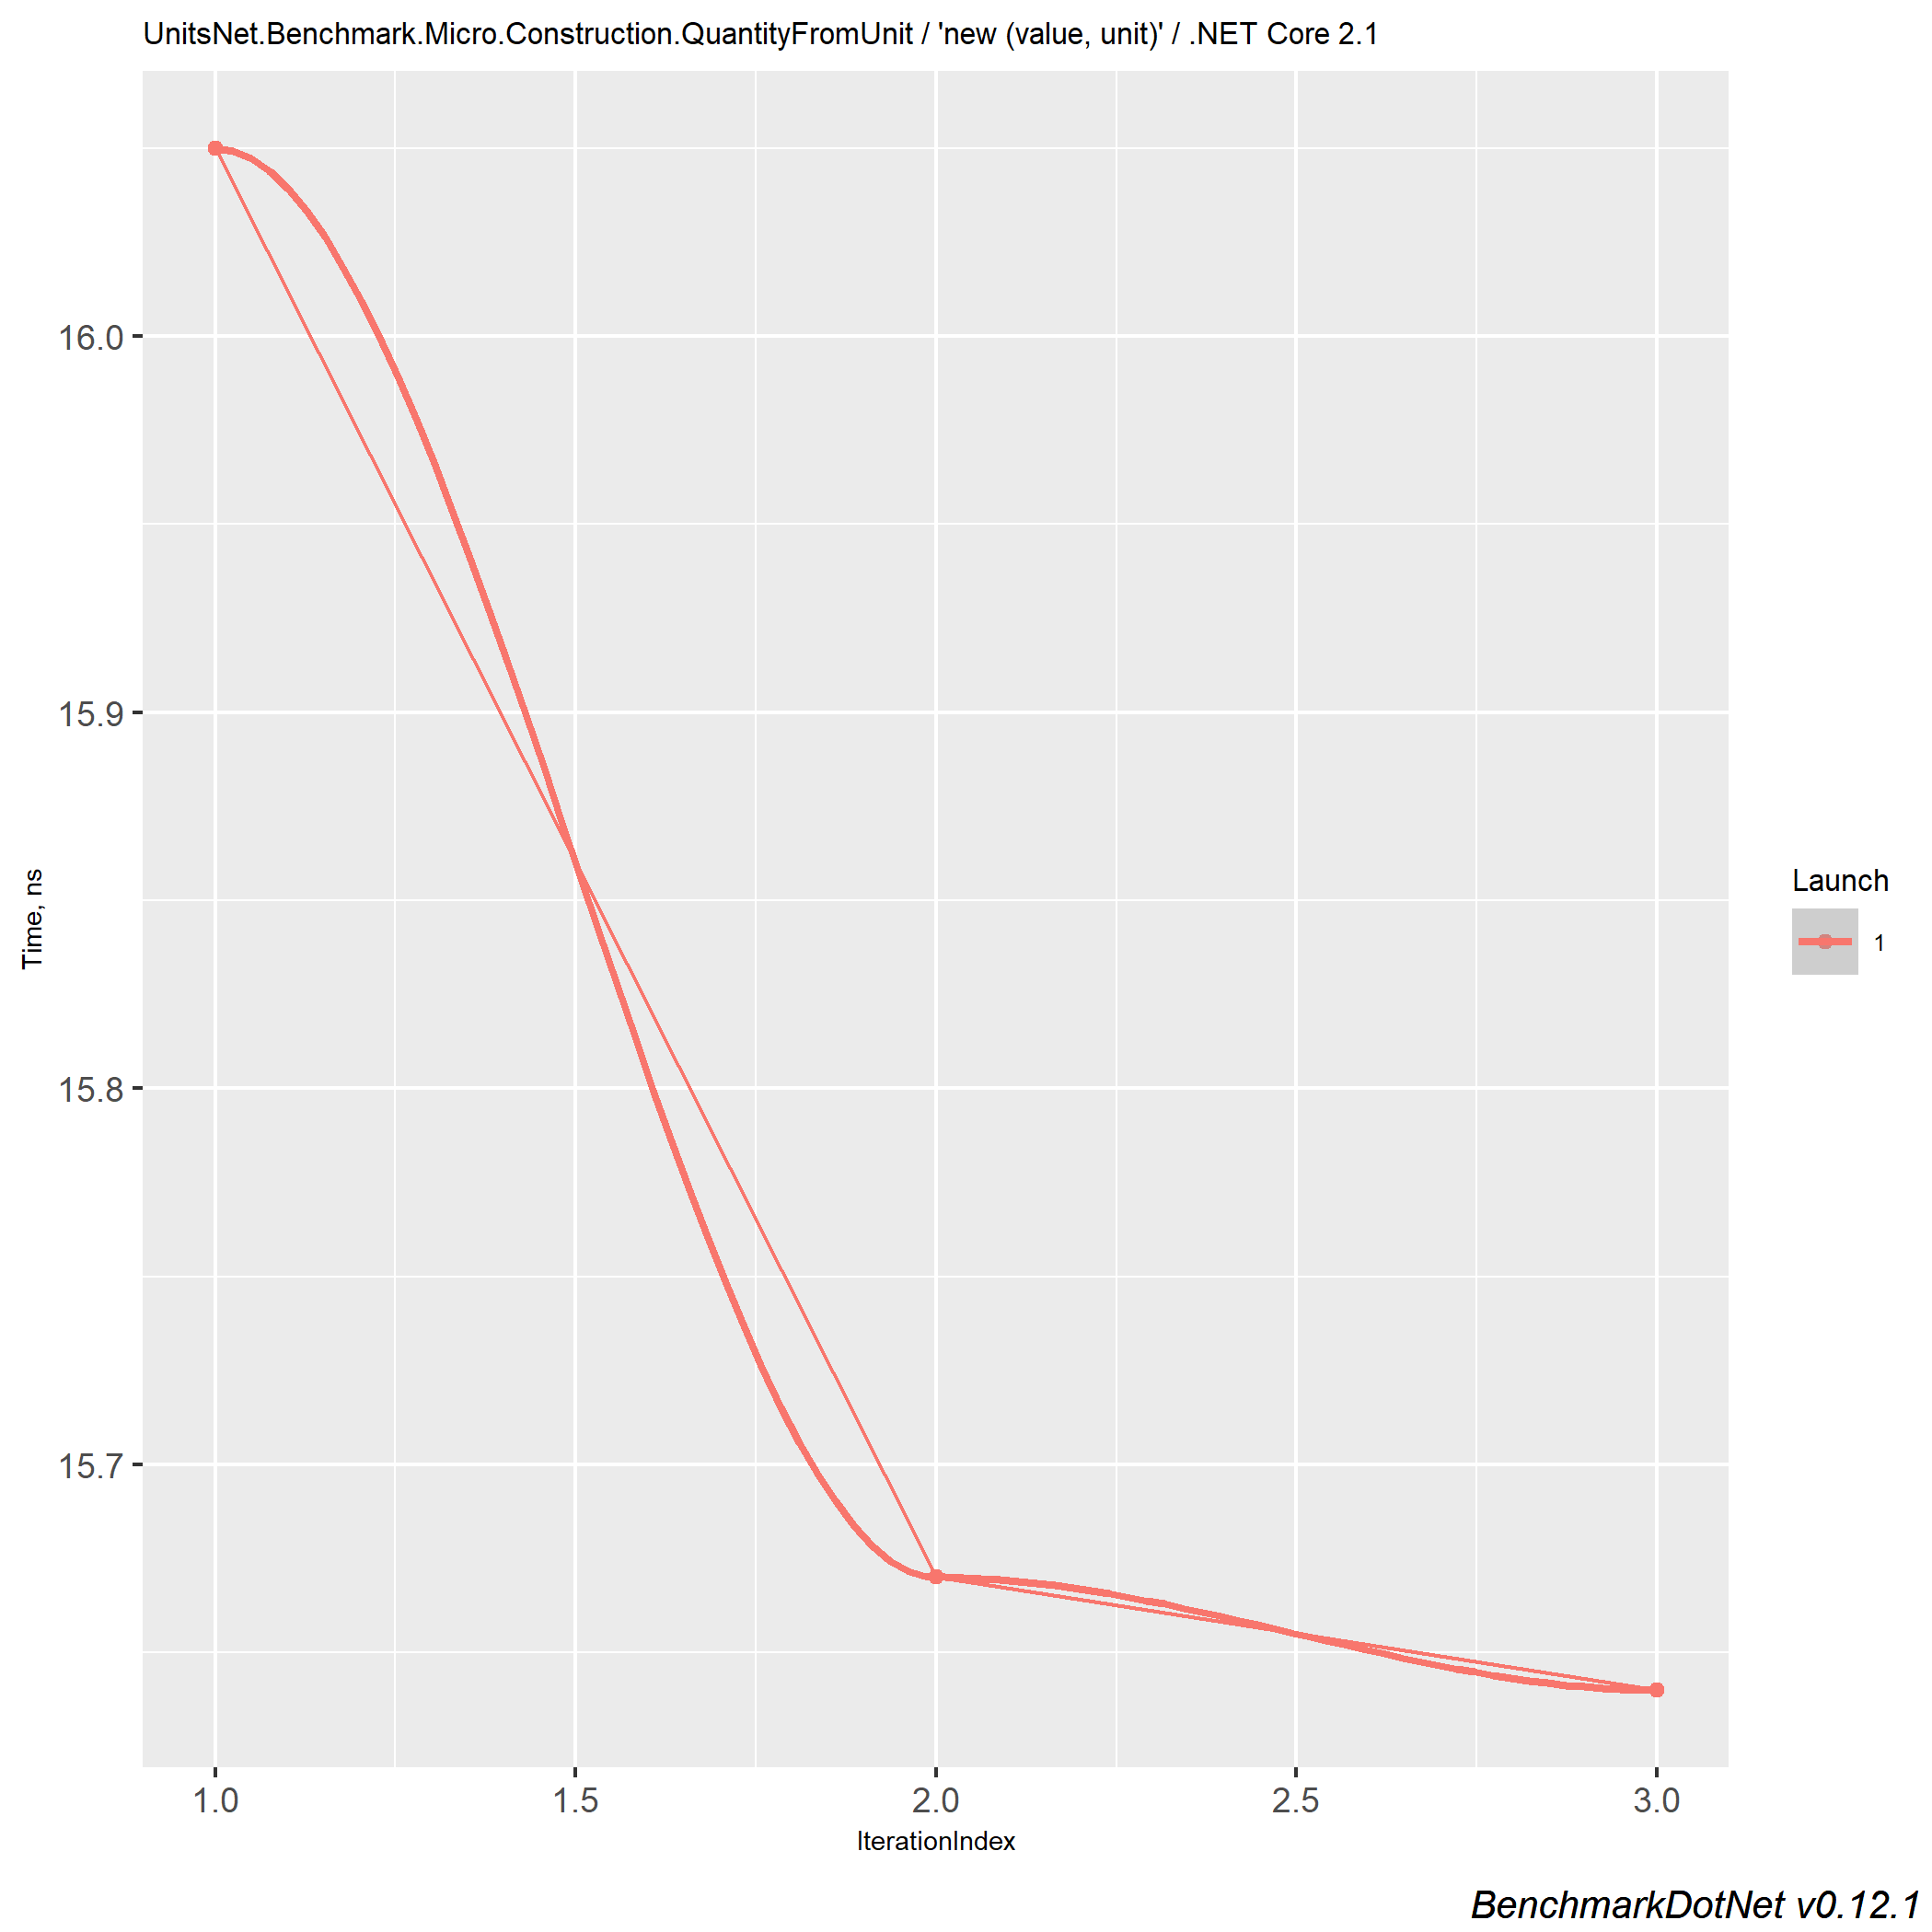 UnitsNet.Benchmark.Micro.Construction.QuantityFromUnit / 'new (value, unit)' / .NET Core 2.1
16.0
15.9
15.8
15.7
Time, ns
1.0 1.5 2.0 2.5 3.0
IterationIndex
Launch
1
BenchmarkDotNet v0.12.1